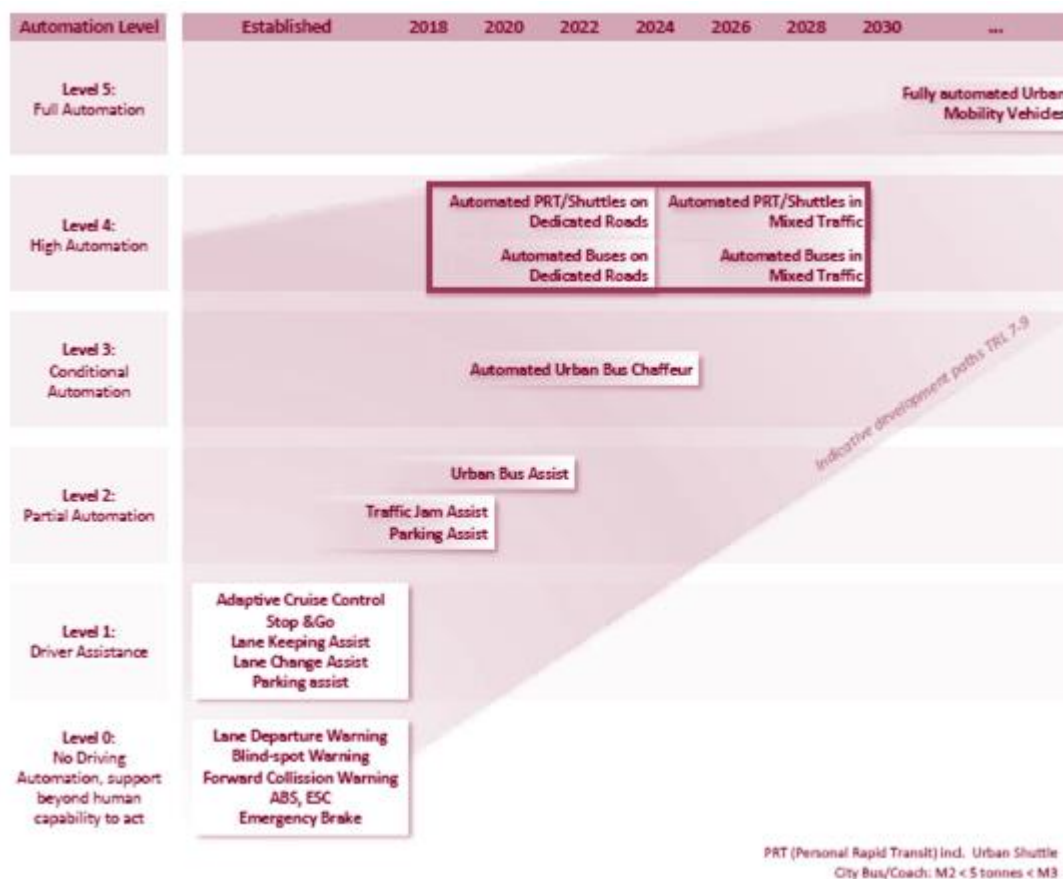 Automation Level Established 2018 2020 2022 2024 2026 2028 2030 ...
Level 5:
Full Automation
Fully automated Urban
Mobility Vehicles
Level 4:
High Automation
Automated PRT/Shuttles on
Dedicated Roads
Automated PRT/Shuttles in
Mixed Traffic
Automated Buses on
Dedicated Roads
Automated Buses in
Mixed Traffic
Level 3:
Conditional
Automation
Automated Urban Bus Chaffeur
Indicative development paths TRL 7-9
Level 2:
Partial Automation
Urban Bus Assist
Traffic Jam Assist
Parking Assist
Level 1:
Driver Assistance
Adaptive Cruise Control
Stop &Go
Lane Keeping Assist
Lane Change Assist
Parking assist
Level 0:
No Driving
Automation, support
beyond human
capability to act
Lane Departure Warning
Blind-spot Warning
Forward Collission Warning
ABS, ESC
Emergency Brake
PRT (Personal Rapid Transit) incl. Urban Shuttle
City Bus/Coach: M2 < 5 tonnes < M3